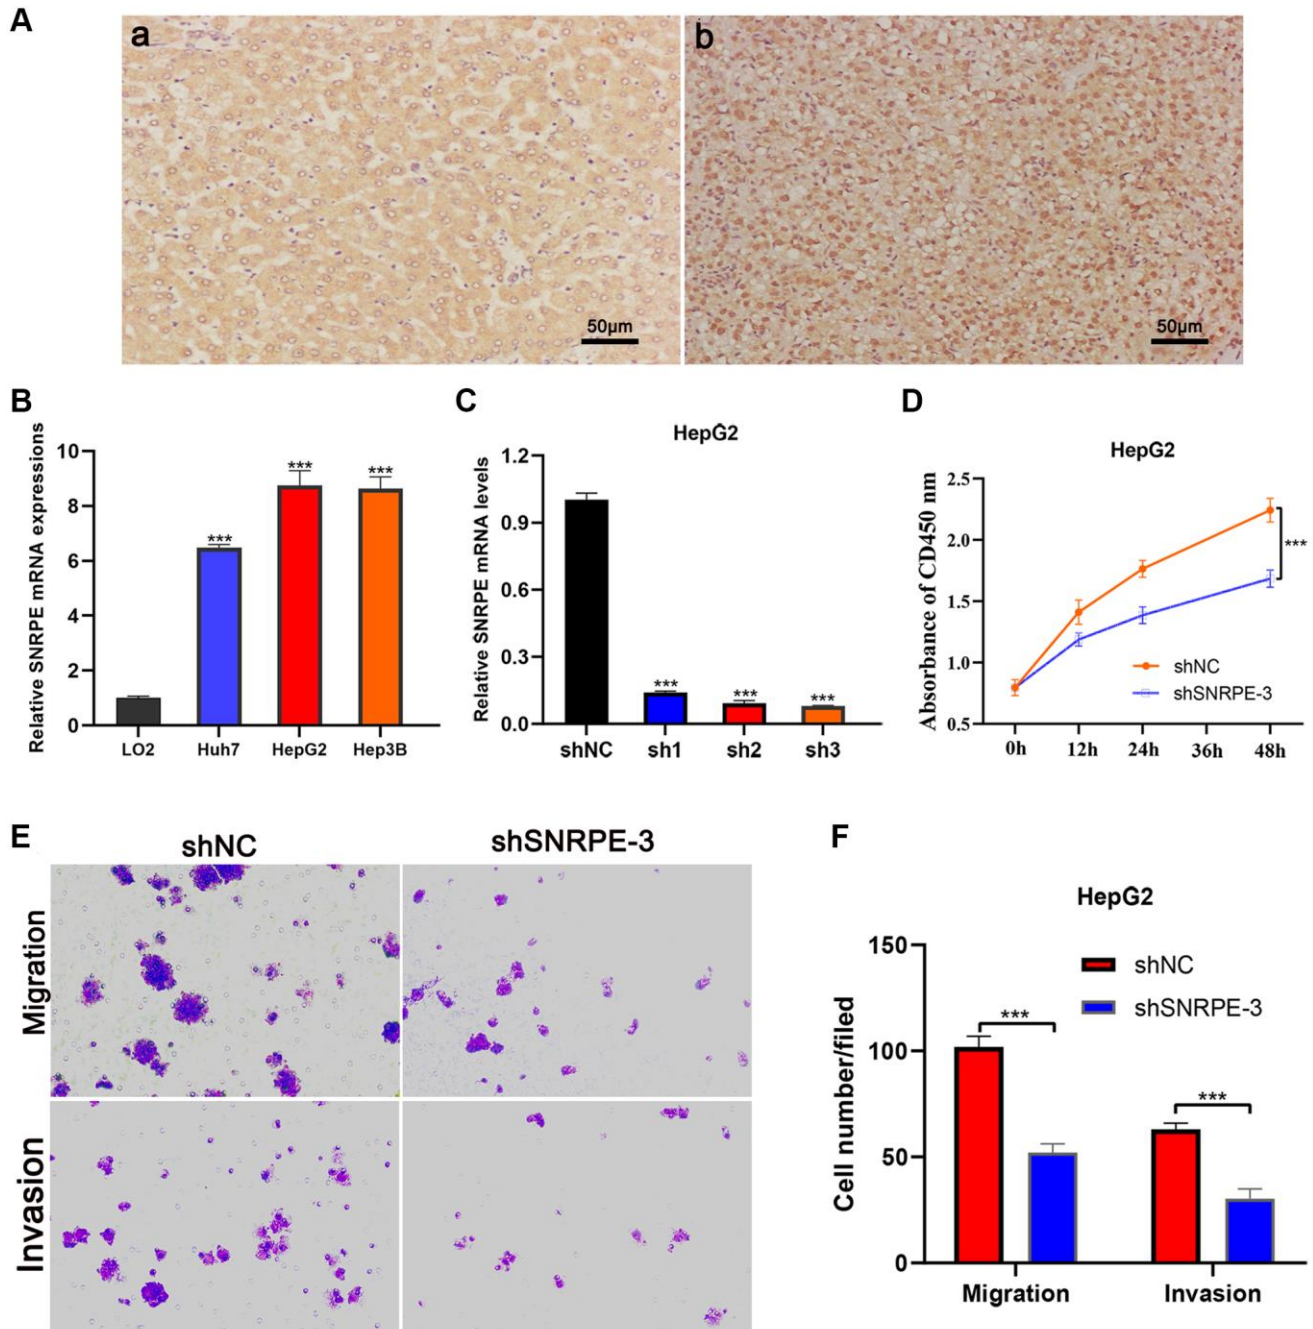 A
a
b
50µm
50µm
B
Relative SNRPE mRNA expressions
10
8
6
4
2
0
***
***
***
LO2 Huh7 HepG2 Hep3B
C
HepG2
Relative SNRPE mRNA levels
1.2
0.9
0.6
0.3
0.0
***
***
***
shNC sh1 sh2 sh3
D
HepG2
Absorbance of CD450 nm
2.5
2.0
1.5
1.0
0.5
***
shNC
shSNRPE-3
0h 12h 24h 36h 48h
E
shNC
shSNRPE-3
Migration
Invasion
F
HepG2
Cell number/filed
150
100
50
0
shNC
shSNRPE-3
***
***
Migration Invasion